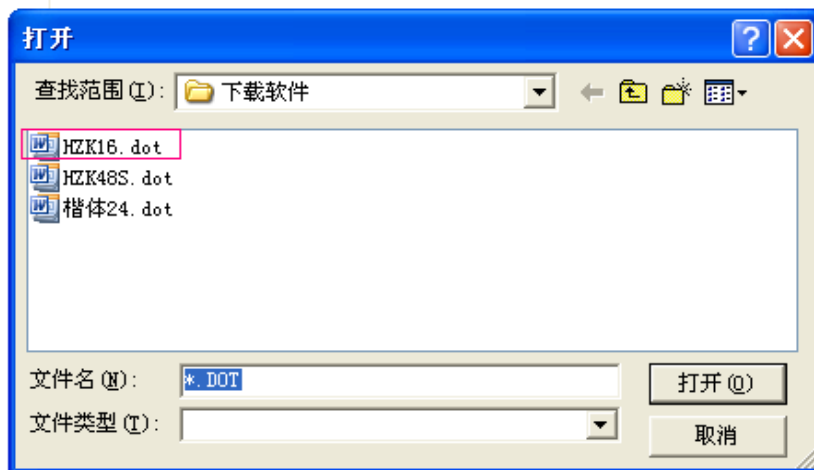 打开
查找范围(I): 下载软件
HZK16.dot
HZK48S.dot
楷体24.dot
文件名(N): *.DOT 打开(O)
文件类型(T): 取消